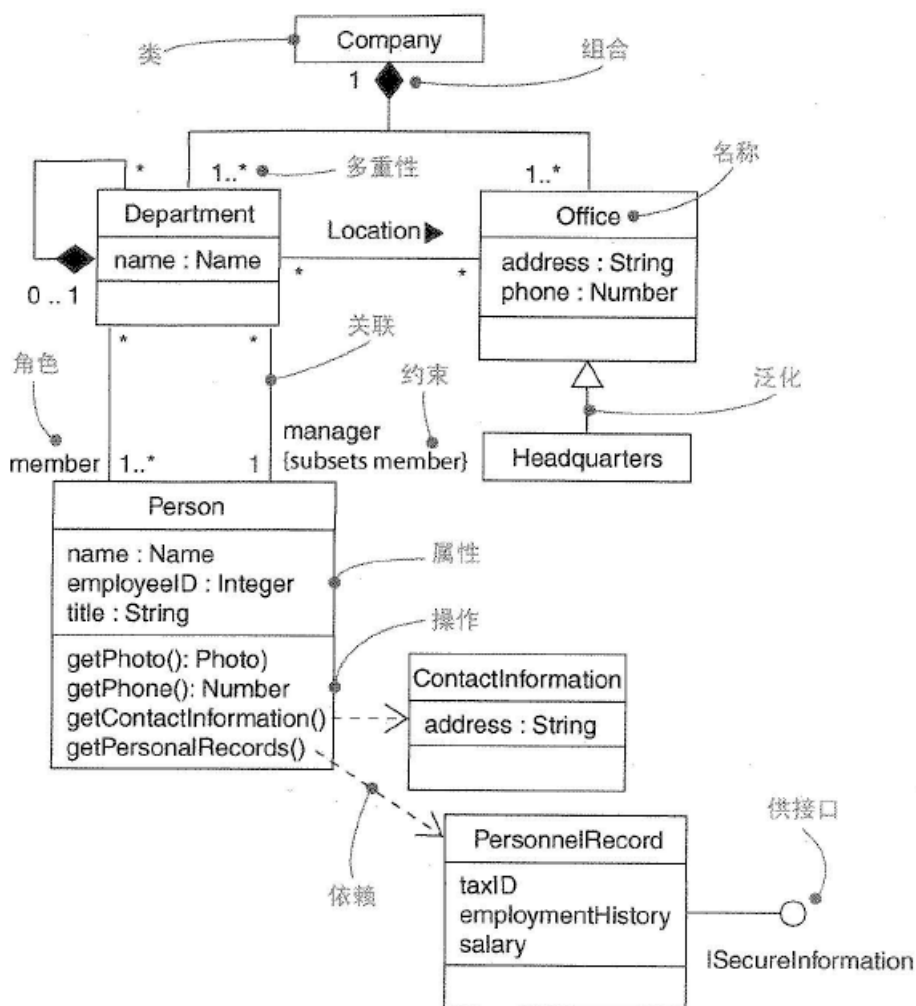 Company
类
组合
1
*
1..*
多重性
1..*
名称
Department
Office
Location
name : Name
address : String
phone : Number
*
*
0 .. 1
*
*
关联
角色
约束
泛化
manager
{subsets member}
member
1..*
1
Headquarters
Person
name : Name
employeeID : Integer
title : String
属性
操作
getPhoto(): Photo)
getPhone(): Number
getContactInformation()
getPersonalRecords()
ContactInformation
address : String
供接口
PersonnelRecord
依赖
taxID
employmentHistory
salary
ISecureInformation